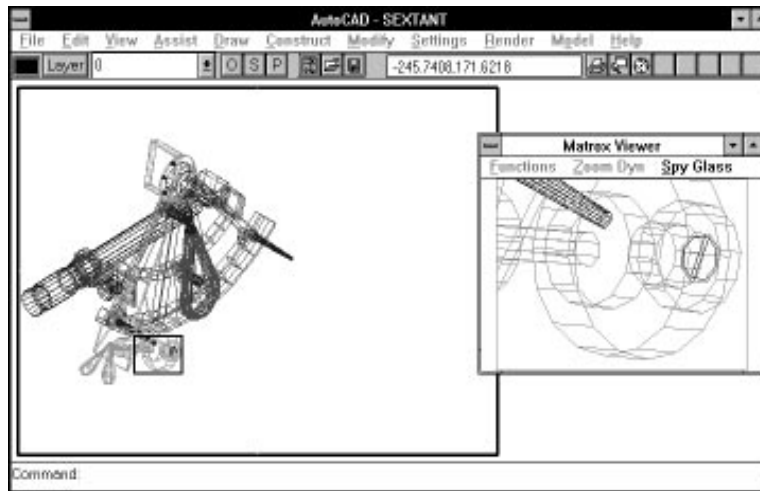 AutoCAD - SEXTANT
File Edit View Assist Draw Construct Modify Settings Render Model Help
Layer 0 O S P -245.7408,171.6218
Matrox Viewer
Functions Zoom Dyn Spy Glass
Command: